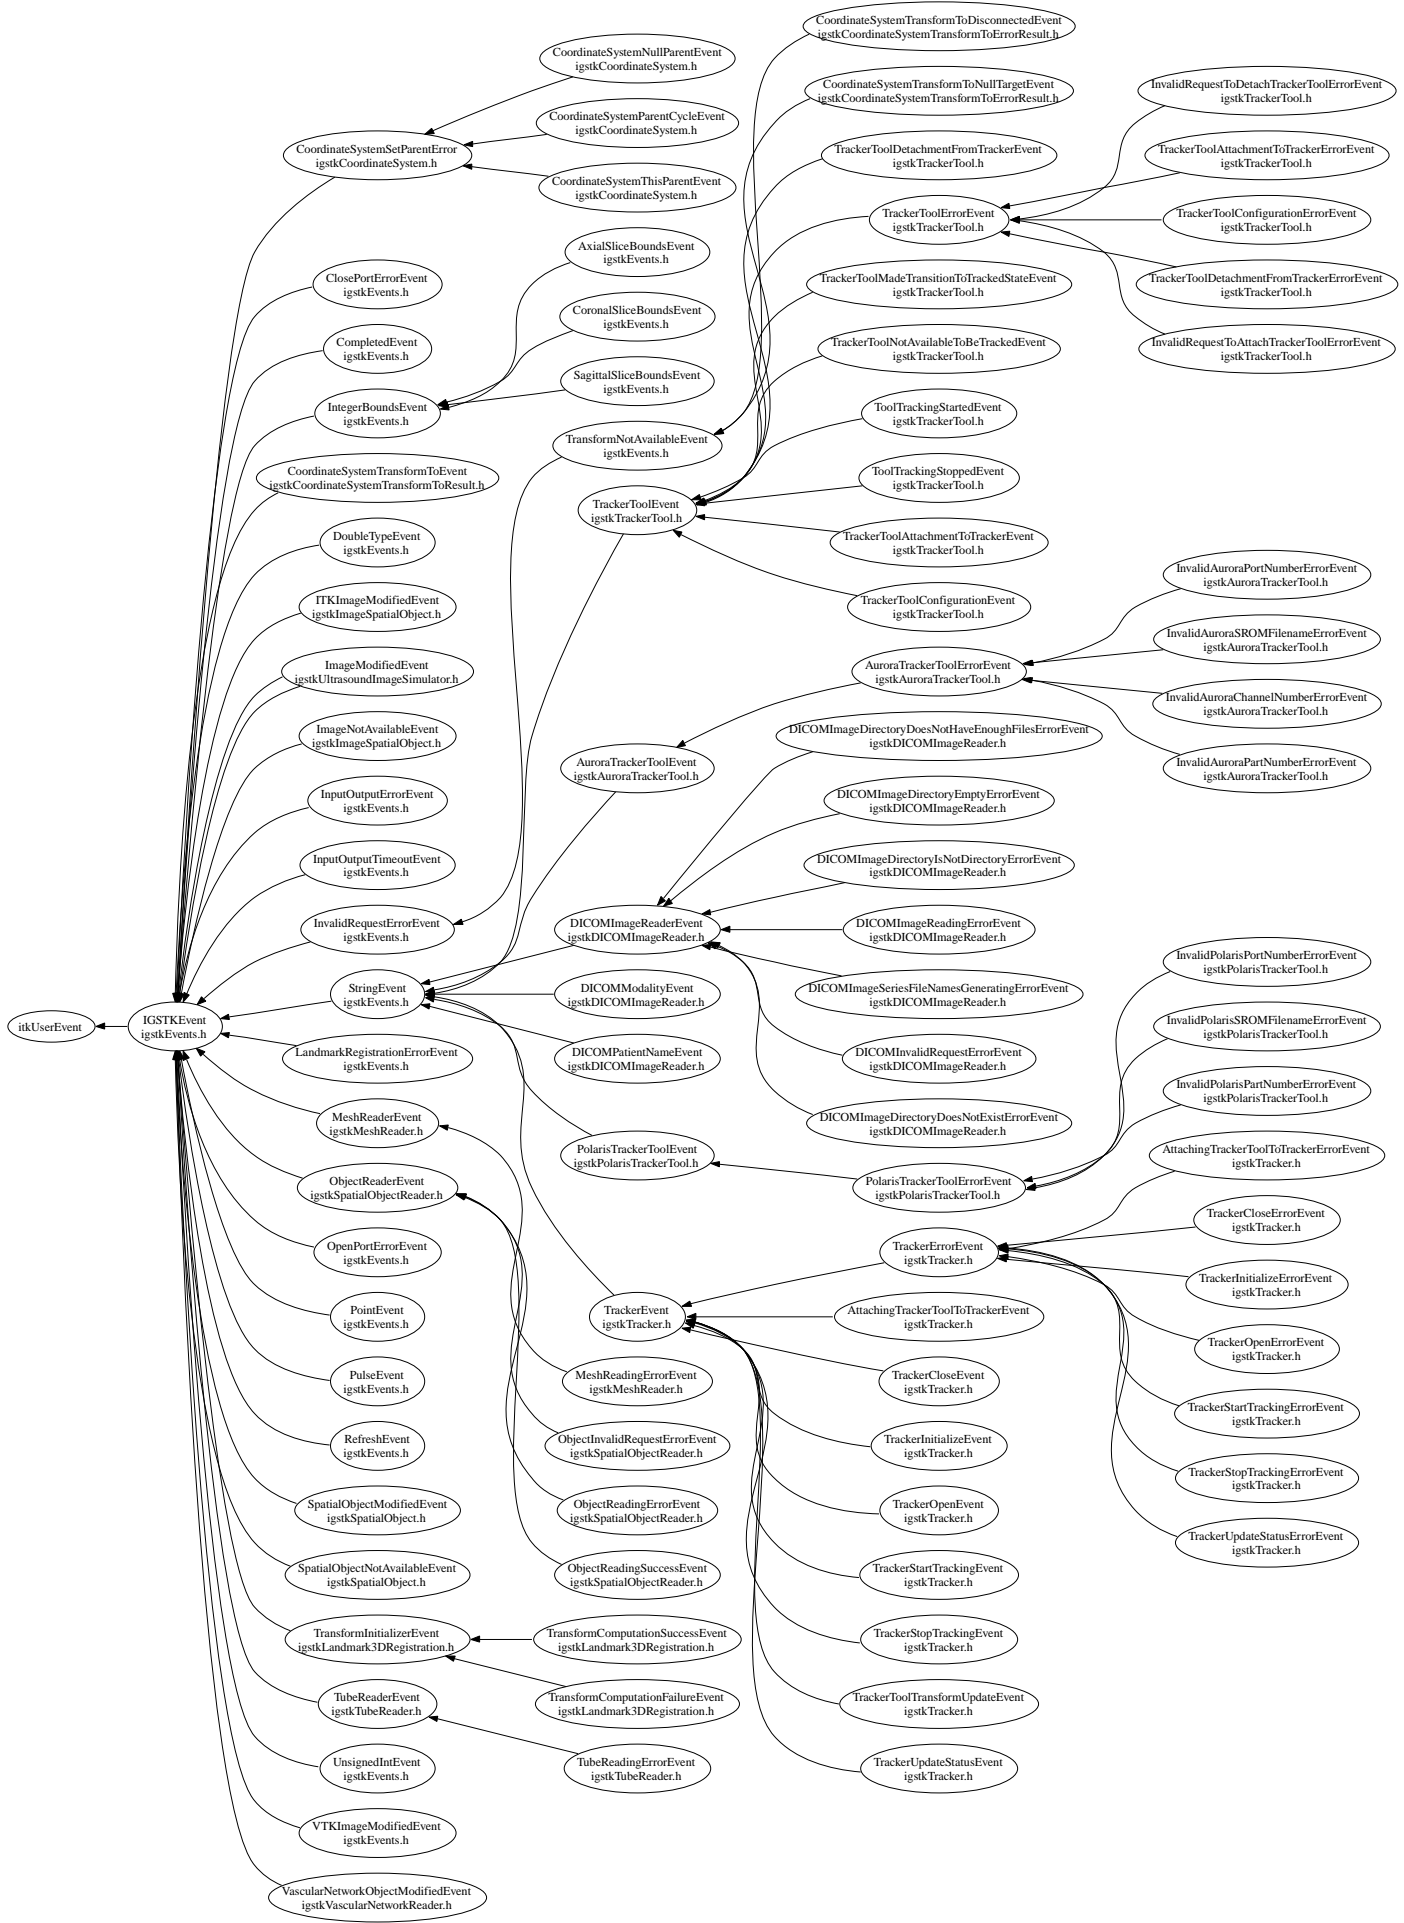 itkUserEvent
IGSTKEvent
igstkEvents.h
CoordinateSystemSetParentError
igstkCoordinateSystem.h
ClosePortErrorEvent
igstkEvents.h
CompletedEvent
igstkEvents.h
IntegerBoundsEvent
igstkEvents.h
CoordinateSystemTransformToEvent
igstkCoordinateSystemTransformToResult.h
DoubleTypeEvent
igstkEvents.h
ITKImageModifiedEvent
igstkImageSpatialObject.h
ImageModifiedEvent
igstkUltrasoundImageSimulator.h
ImageNotAvailableEvent
igstkImageSpatialObject.h
InputOutputErrorEvent
igstkEvents.h
InputOutputTimeoutEvent
igstkEvents.h
InvalidRequestErrorEvent
igstkEvents.h
StringEvent
igstkEvents.h
LandmarkRegistrationErrorEvent
igstkEvents.h
MeshReaderEvent
igstkMeshReader.h
ObjectReaderEvent
igstkSpatialObjectReader.h
OpenPortErrorEvent
igstkEvents.h
PointEvent
igstkEvents.h
PulseEvent
igstkEvents.h
RefreshEvent
igstkEvents.h
SpatialObjectModifiedEvent
igstkSpatialObject.h
SpatialObjectNotAvailableEvent
igstkSpatialObject.h
TransformInitializerEvent
igstkLandmark3DRegistration.h
TubeReaderEvent
igstkTubeReader.h
UnsignedIntEvent
igstkEvents.h
VTKImageModifiedEvent
igstkEvents.h
VascularNetworkObjectModifiedEvent
igstkVascularNetworkReader.h
CoordinateSystemNullParentEvent
igstkCoordinateSystem.h
CoordinateSystemParentCycleEvent
igstkCoordinateSystem.h
CoordinateSystemThisParentEvent
igstkCoordinateSystem.h
AxialSliceBoundsEvent
igstkEvents.h
CoronalSliceBoundsEvent
igstkEvents.h
SagittalSliceBoundsEvent
igstkEvents.h
TransformNotAvailableEvent
igstkEvents.h
TrackerToolEvent
igstkTrackerTool.h
AuroraTrackerToolEvent
igstkAuroraTrackerTool.h
DICOMImageReaderEvent
igstkDICOMImageReader.h
DICOMModalityEvent
igstkDICOMImageReader.h
DICOMPatientNameEvent
igstkDICOMImageReader.h
PolarisTrackerToolEvent
igstkPolarisTrackerTool.h
TrackerEvent
igstkTracker.h
MeshReadingErrorEvent
igstkMeshReader.h
ObjectInvalidRequestErrorEvent
igstkSpatialObjectReader.h
ObjectReadingErrorEvent
igstkSpatialObjectReader.h
ObjectReadingSuccessEvent
igstkSpatialObjectReader.h
TransformComputationSuccessEvent
igstkLandmark3DRegistration.h
TransformComputationFailureEvent
igstkLandmark3DRegistration.h
TubeReadingErrorEvent
igstkTubeReader.h
CoordinateSystemTransformToDisconnectedEvent
igstkCoordinateSystemTransformToErrorResult.h
CoordinateSystemTransformToNullTargetEvent
igstkCoordinateSystemTransformToErrorResult.h
TrackerToolDetachmentFromTrackerEvent
igstkTrackerTool.h
TrackerToolErrorEvent
igstkTrackerTool.h
TrackerToolMadeTransitionToTrackedStateEvent
igstkTrackerTool.h
TrackerToolNotAvailableToBeTrackedEvent
igstkTrackerTool.h
ToolTrackingStartedEvent
igstkTrackerTool.h
ToolTrackingStoppedEvent
igstkTrackerTool.h
TrackerToolAttachmentToTrackerEvent
igstkTrackerTool.h
TrackerToolConfigurationEvent
igstkTrackerTool.h
AuroraTrackerToolErrorEvent
igstkAuroraTrackerTool.h
DICOMImageDirectoryDoesNotHaveEnoughFilesErrorEvent
igstkDICOMImageReader.h
DICOMImageDirectoryEmptyErrorEvent
igstkDICOMImageReader.h
DICOMImageDirectoryIsNotDirectoryErrorEvent
igstkDICOMImageReader.h
DICOMImageReadingErrorEvent
igstkDICOMImageReader.h
DICOMImageSeriesFileNamesGeneratingErrorEvent
igstkDICOMImageReader.h
DICOMInvalidRequestErrorEvent
igstkDICOMImageReader.h
DICOMImageDirectoryDoesNotExistErrorEvent
igstkDICOMImageReader.h
PolarisTrackerToolErrorEvent
igstkPolarisTrackerTool.h
TrackerErrorEvent
igstkTracker.h
AttachingTrackerToolToTrackerEvent
igstkTracker.h
TrackerCloseEvent
igstkTracker.h
TrackerInitializeEvent
igstkTracker.h
TrackerOpenEvent
igstkTracker.h
TrackerStartTrackingEvent
igstkTracker.h
TrackerStopTrackingEvent
igstkTracker.h
TrackerToolTransformUpdateEvent
igstkTracker.h
TrackerUpdateStatusEvent
igstkTracker.h
InvalidRequestToDetachTrackerToolErrorEvent
igstkTrackerTool.h
TrackerToolAttachmentToTrackerErrorEvent
igstkTrackerTool.h
TrackerToolConfigurationErrorEvent
igstkTrackerTool.h
TrackerToolDetachmentFromTrackerErrorEvent
igstkTrackerTool.h
InvalidRequestToAttachTrackerToolErrorEvent
igstkTrackerTool.h
InvalidAuroraPortNumberErrorEvent
igstkAuroraTrackerTool.h
InvalidAuroraSROMFilenameErrorEvent
igstkAuroraTrackerTool.h
InvalidAuroraChannelNumberErrorEvent
igstkAuroraTrackerTool.h
InvalidAuroraPartNumberErrorEvent
igstkAuroraTrackerTool.h
InvalidPolarisPortNumberErrorEvent
igstkPolarisTrackerTool.h
InvalidPolarisSROMFilenameErrorEvent
igstkPolarisTrackerTool.h
InvalidPolarisPartNumberErrorEvent
igstkPolarisTrackerTool.h
AttachingTrackerToolToTrackerErrorEvent
igstkTracker.h
TrackerCloseErrorEvent
igstkTracker.h
TrackerInitializeErrorEvent
igstkTracker.h
TrackerOpenErrorEvent
igstkTracker.h
TrackerStartTrackingErrorEvent
igstkTracker.h
TrackerStopTrackingErrorEvent
igstkTracker.h
TrackerUpdateStatusErrorEvent
igstkTracker.h